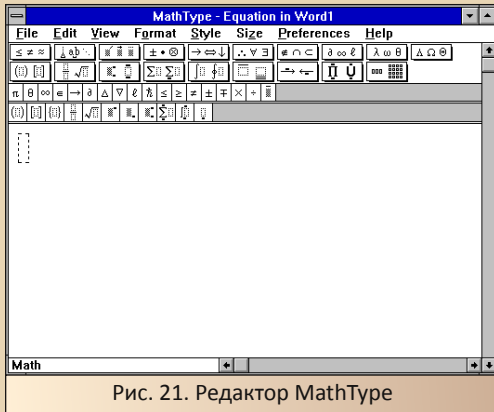 MathType - Equation in Word1
File Edit View Format Style Size Preferences Help
≤ ≠ ≈ ± • ⊗ → ⇔ ↓ ∴ ∀ ∃ ∉ ∩ ⊂ ∂ ∞ ℓ λ ω θ Δ Ω Θ
π θ ∞ ∈ → ∂ Δ ∇ ℓ ℏ ≤ ≥ ≠ ± ∓ × ÷
Math
Рис. 21. Редактор MathType